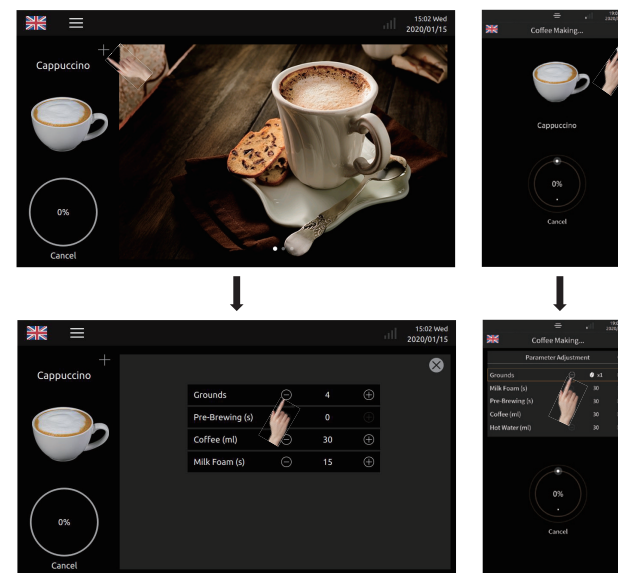 15:02 Wed
2020/01/15
Cappuccino
0%
Cancel
Coffee Making...
Cappuccino
0%
Cancel
15:02 Wed
2020/01/15
Cappuccino
0%
Cancel
Grounds 4
Pre-Brewing (s) 0
Coffee (ml) 30
Milk Foam (s) 15
Coffee Making...
Parameter Adjustment
Grounds x1
Milk Foam (s) 30
Pre-Brewing (s) 30
Coffee (ml) 30
Hot Water (ml) 30
0%
Cancel